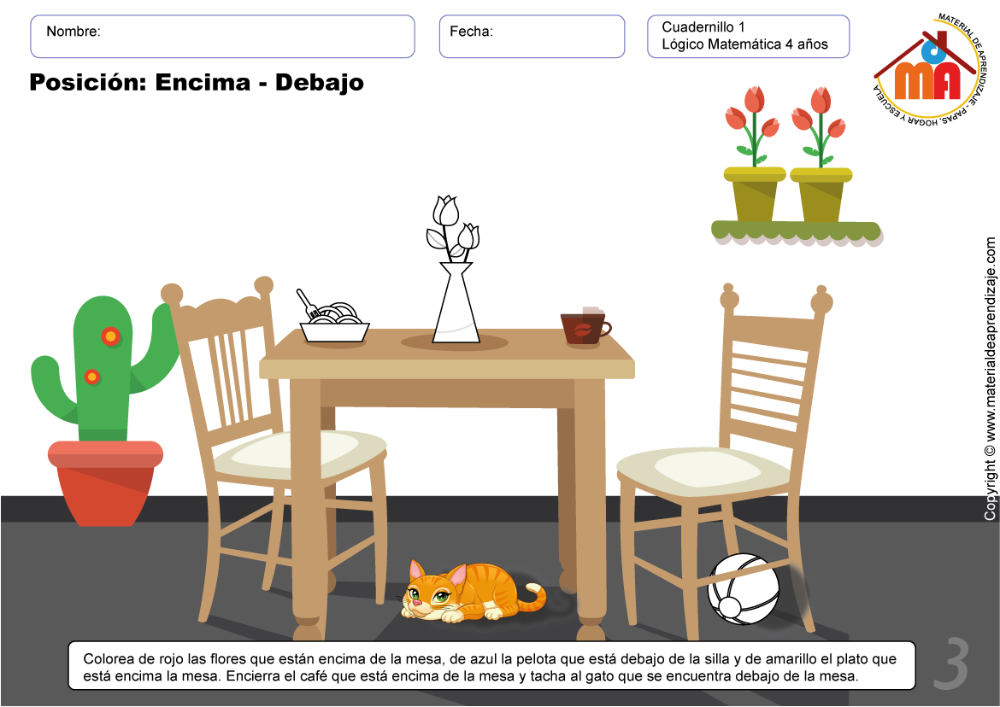 Nombre:
Fecha:
Cuadernillo 1
Lógico Matemática 4 años
MATERIAL DE APRENDIZAJE - PAPAS, HOGAR Y ESCUELA
dMA
Posición: Encima - Debajo
Copyright © www.materialdeaprendizaje.com
Colorea de rojo las flores que están encima de la mesa, de azul la pelota que está debajo de la silla y de amarillo el plato que
está encima la mesa. Encierra el café que está encima de la mesa y tacha al gato que se encuentra debajo de la mesa.
3